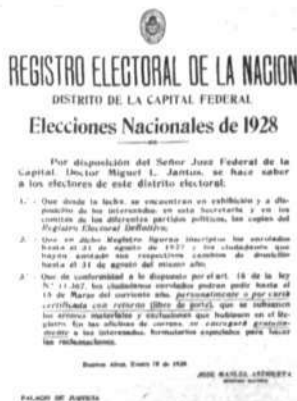 REGISTRO ELECTORAL DE LA NACION
DISTRITO DE LA CAPITAL FEDERAL
Elecciones Nacionales de 1928
Por disposición del Señor Juez Federal de la
Capital, Doctor Miguel L. Jantus, se hace saber
a los electores de este distrito electoral:
1.° Que desde la fecha, se encuentran en exhibición y a dis-
posición de los interesados, en esta Secretaría y en los
comités de los diferentes partidos políticos, las copias del
Registro Electoral Definitivo;
2.° Que en dicho Registro figuran inscriptos los enrolados
hasta el 31 de agosto de 1927 y los ciudadanos que
hayan anotado sus respectivos cambios de domicilio
hasta el 31 de agosto del mismo año.
3.° Que de conformidad a lo dispuesto por el art. 18 de la ley
N.° 11.387, los ciudadanos enrolados podrán pedir hasta el
15 de Marzo del corriente año, personalmente o por carta
certificada con retorno (libre de porte), que se subsanen
los errores materiales y exclusiones que hubiesen en el Re-
gistro. En las oficinas de correos, se entregará gratuita-
mente a los interesados, formularios especiales para hacer
las reclamaciones.
Buenos Aires, Enero de 1928
JOSE MANUEL
PALACIO DE JUSTICIA